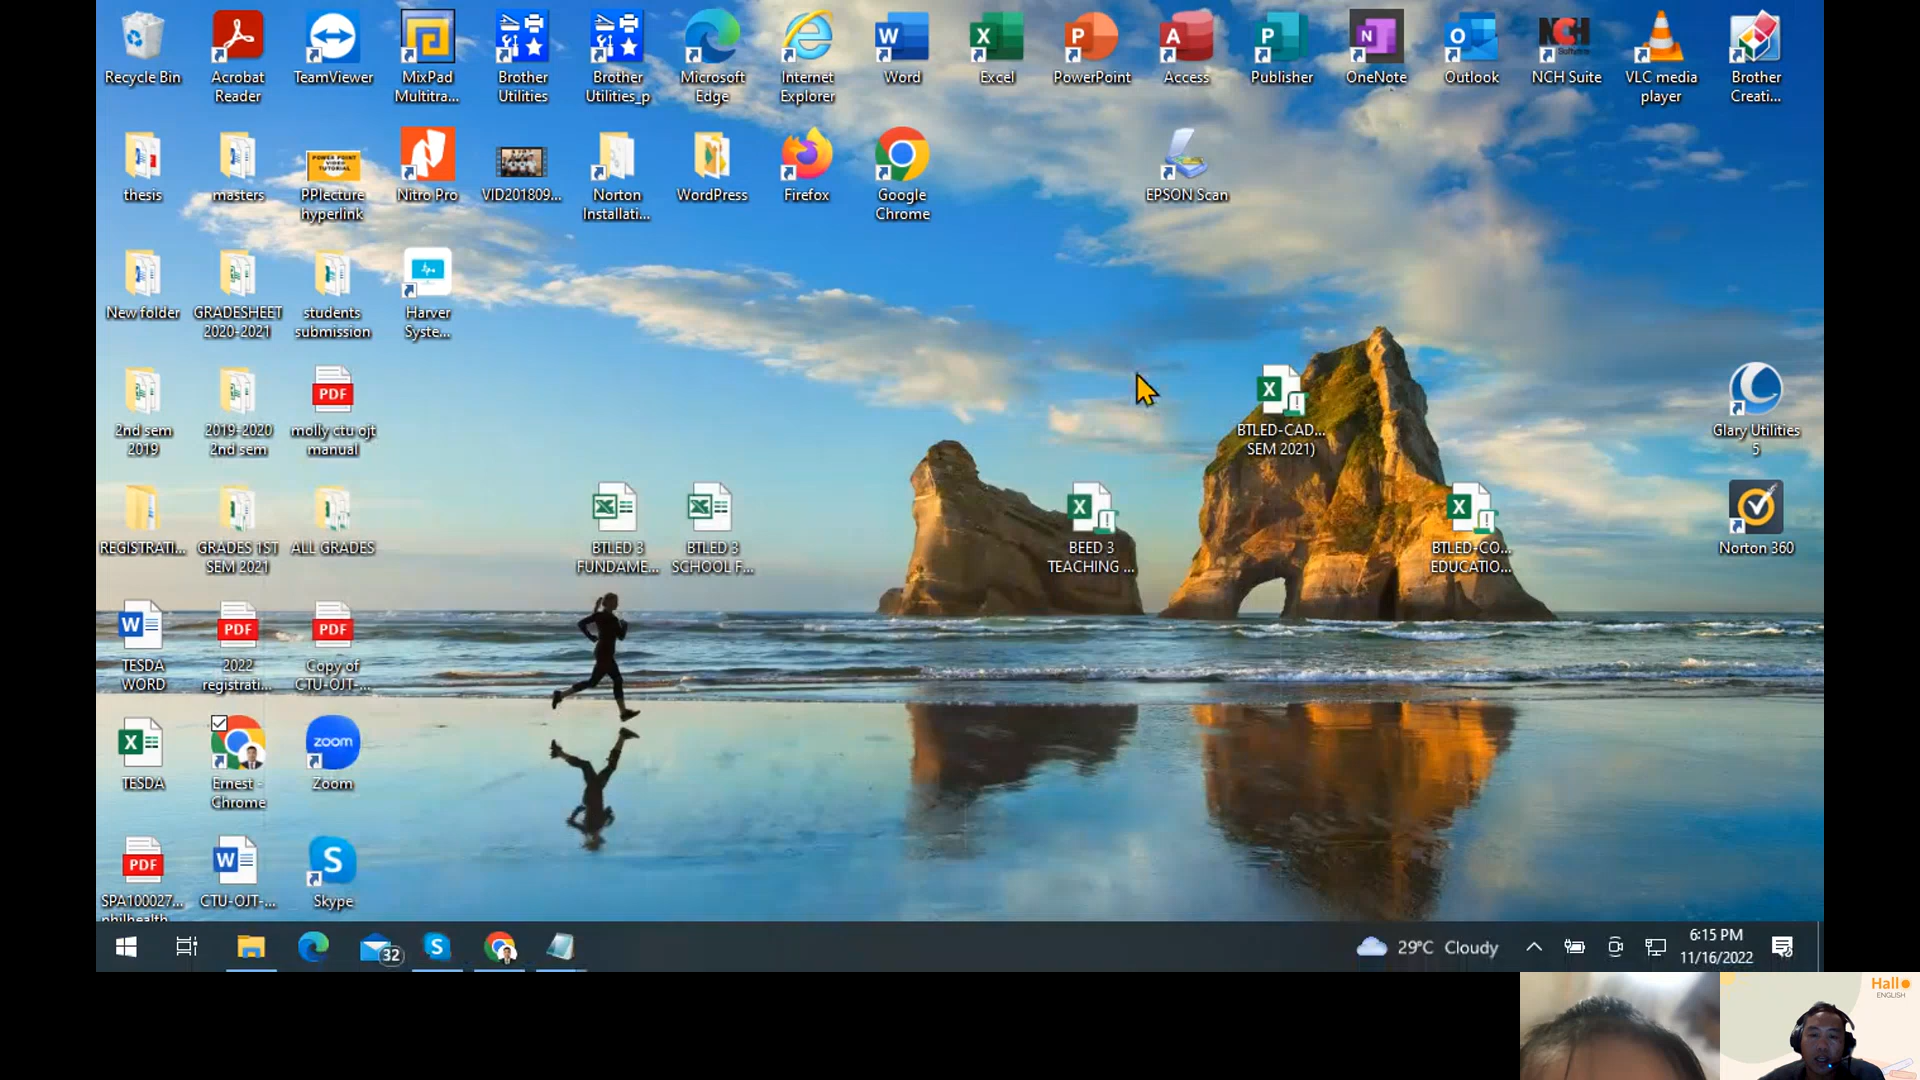 Recycle Bin
Acrobat
Reader
TeamViewer
MixPad
Multitra...
Brother
Utilities
Brother
Utilities_p
Microsoft
Edge
Internet
Explorer
Word
Excel
PowerPoint
Access
Publisher
OneNote
Outlook
NCH Suite
VLC media
player
Brother
Creati...
thesis
masters
POWER POINT
VIDEO
TUTORIAL
PPlecture
hyperlink
Nitro Pro
VID201809...
Norton
Installati...
WordPress
Firefox
Google
Chrome
EPSON Scan
New folder
GRADESHEET
2020-2021
students
submission
Harver
Syste...
2nd sem
2019
2019-2020
2nd sem
PDF
molly ctu ojt
manual
BTLED-CAD...
SEM 2021)
Glary Utilities
5
REGISTRATI...
GRADES 1ST
SEM 2021
ALL GRADES
BTLED 3
FUNDAME...
BTLED 3
SCHOOL F...
BEED 3
TEACHING ...
BTLED-CO...
EDUCATIO...
Norton 360
TESDA
WORD
PDF
2022
registrati...
PDF
Copy of
CTU-OJT-...
TESDA
Ernest -
Chrome
zoom
Zoom
PDF
SPA100027...
philhealth
CTU-OJT-...
Skype
32
29°C Cloudy
6:15 PM
11/16/2022
Hallo
ENGLISH